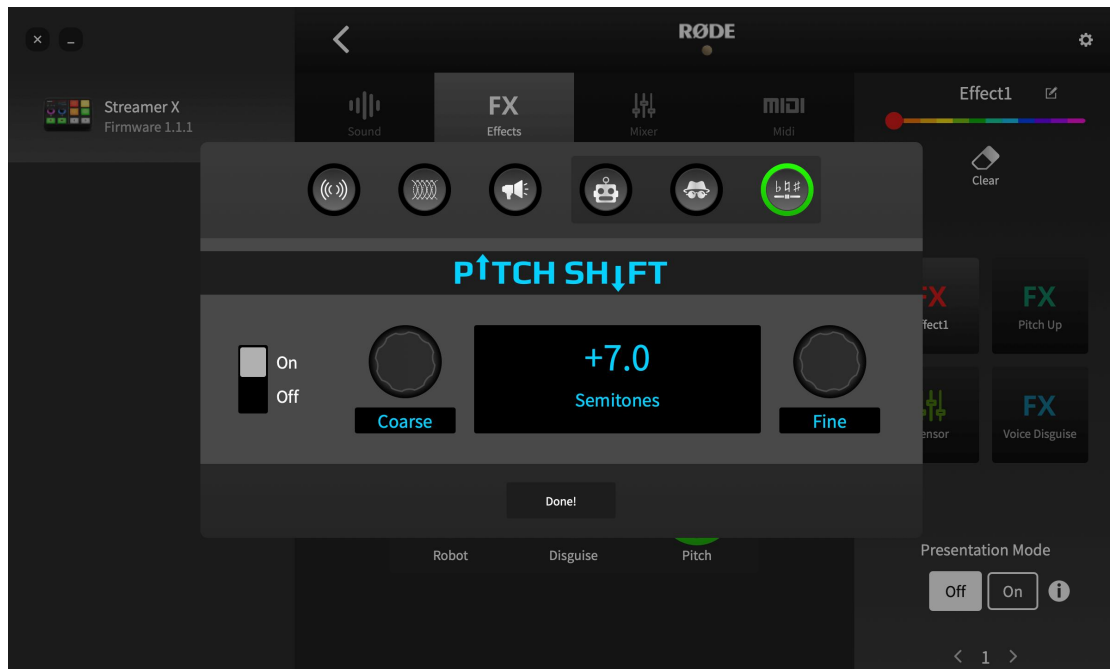 RØDE
Streamer X
Firmware 1.1.1
Sound
FX
Effects
Mixer
MIDI
Midi
Effect1
Clear
PITCH SHIFT
On
Off
Coarse
+7.0
Semitones
Fine
Done!
FX
Pitch Up
FX
Voice Disguise
Robot
Disguise
Pitch
Presentation Mode
Off
On
1